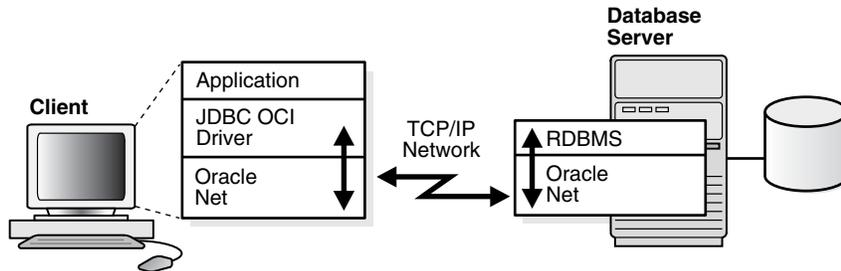 Database
Server
Client
Application
JDBC OCI
Driver
Oracle
Net
TCP/IP
Network
RDBMS
Oracle
Net